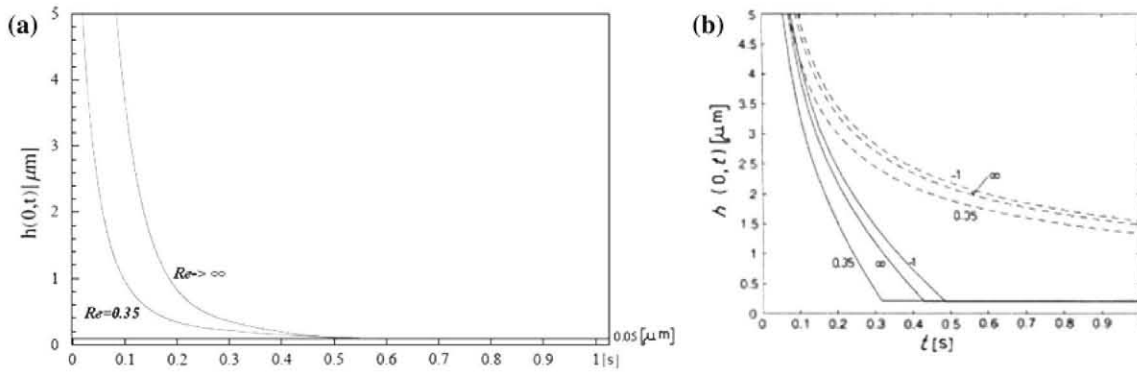 (a)
5
4
3
2
1
0
h(0,t)|μm|
Re-> ∞
Re=0.35
0.05 [μm]
0 0.1 0.2 0.3 0.4 0.5 0.6 0.7 0.8 0.9 1|s|
(b)
5
4.5
4
3.5
3
2.5
2
1.5
1
0.5
0
h (0,t) [μm]
-1
∞
0.35
0.35
∞
-1
0 0.1 0.2 0.3 0.4 0.5 0.6 0.7 0.8 0.9
t [s]